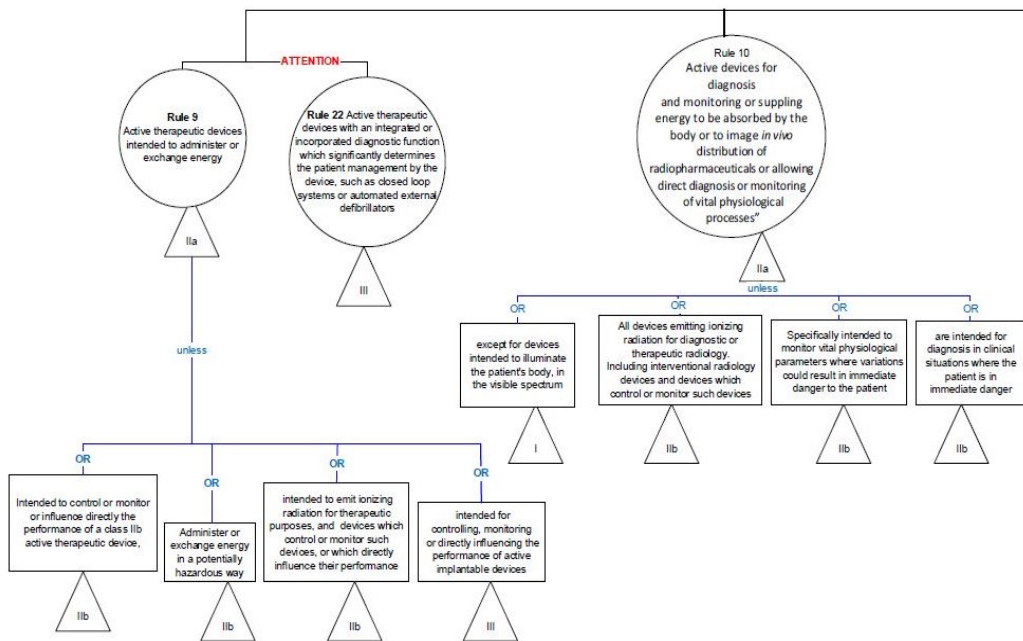 ATTENTION
Rule 9
Active therapeutic devices
intended to administer or
exchange energy
IIa
Rule 22 Active therapeutic
devices with an integrated or
incorporated diagnostic function
which significantly determines
the patient management by the
device, such as closed loop
systems or automated external
defibrillators
III
Rule 10
Active devices for
diagnosis
and monitoring or suppling
energy to be absorbed by the
body or to image in vivo
distribution of
radiopharmaceuticals or allowing
direct diagnosis or monitoring
of vital physiological
processes”
IIa
unless
OR
except for devices
intended to illuminate
the patient's body, in
the visible spectrum
I
OR
All devices emitting ionizing
radiation for diagnostic or
therapeutic radiology.
Including interventional radiology
devices and devices which
control or monitor such devices
IIb
OR
Specifically intended to
monitor vital physiological
parameters where variations
could result in immediate
danger to the patient
IIb
OR
are intended for
diagnosis in clinical
situations where the
patient is in
immediate danger
IIb
unless
OR
Intended to control or monitor
or influence directly the
performance of a class IIb
active therapeutic device,
IIb
OR
Administer or
exchange energy
in a potentially
hazardous way
IIb
OR
intended to emit ionizing
radiation for therapeutic
purposes, and devices which
control or monitor such
devices, or which directly
influence their performance
IIb
OR
intended for
controlling, monitoring
or directly influencing the
performance of active
implantable devices
III